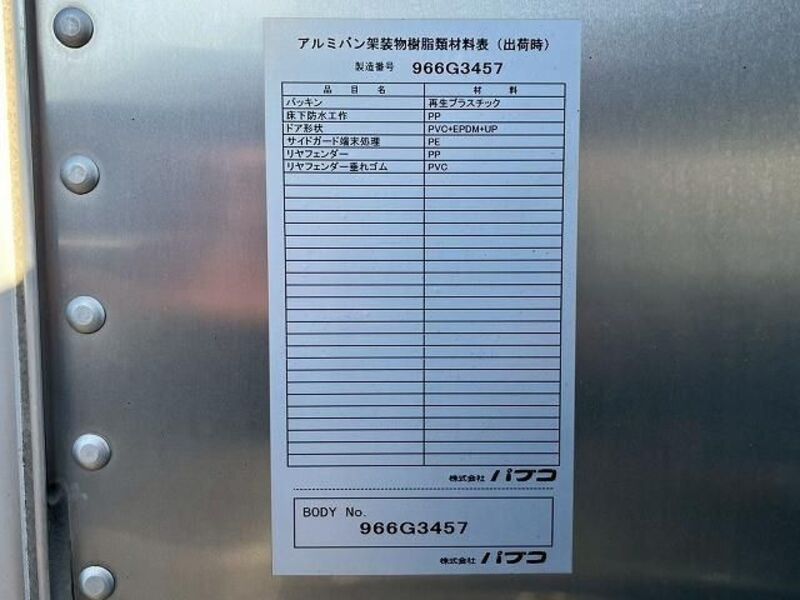 アルミバン架装物樹脂類材料表（出荷時）
製造番号 966G3457
品目名 材料
パッキン 再生プラスチック
床下防水工作 PP
ドア形状 PVC+EPDM+UP
サイドガード端末処理 PE
リヤフェンダー PP
リヤフェンダー垂れゴム PVC
株式会社 パブコ
BODY No.
966G3457
株式会社 パブコ